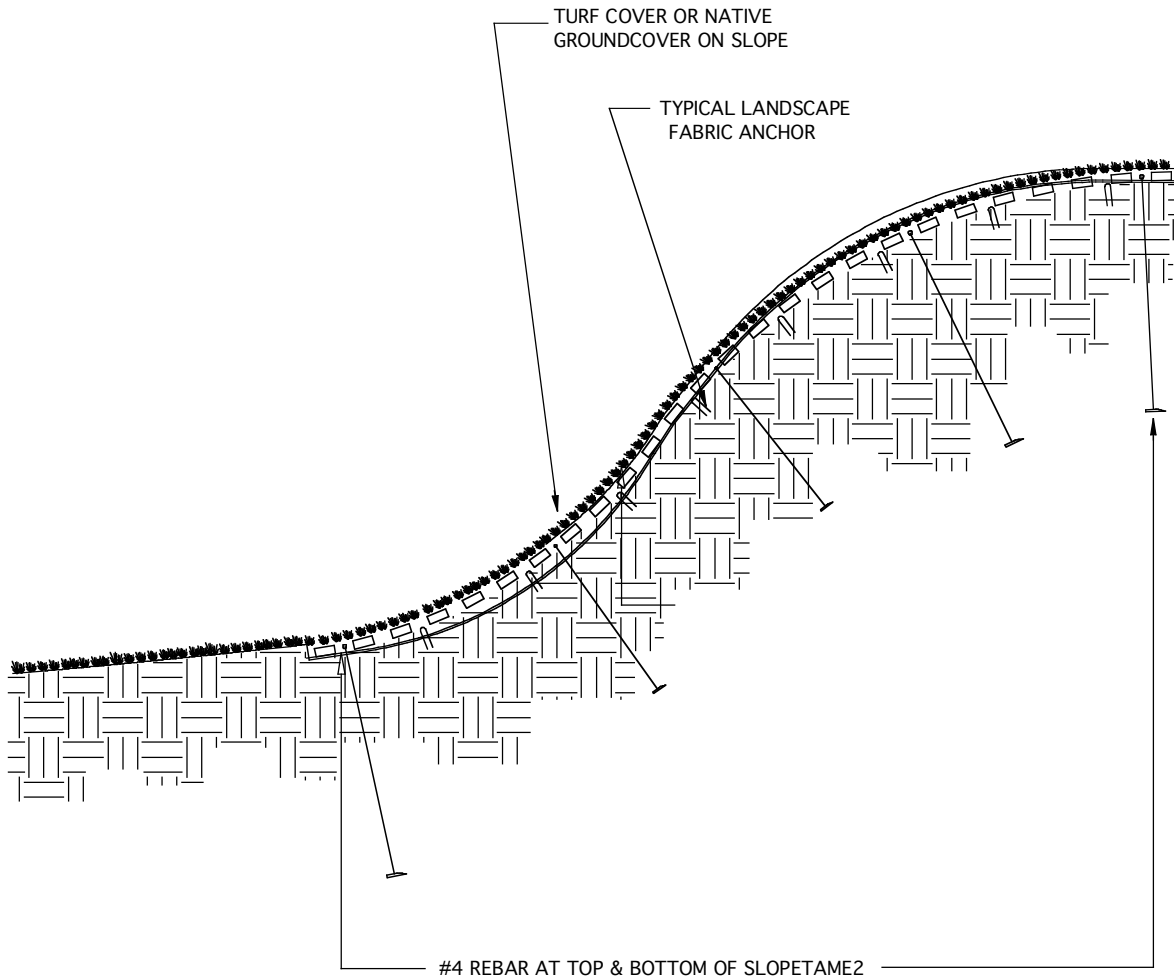 TURF COVER OR NATIVE
GROUNDCOVER ON SLOPE
TYPICAL LANDSCAPE
FABRIC ANCHOR
#4 REBAR AT TOP & BOTTOM OF SLOPETAME2